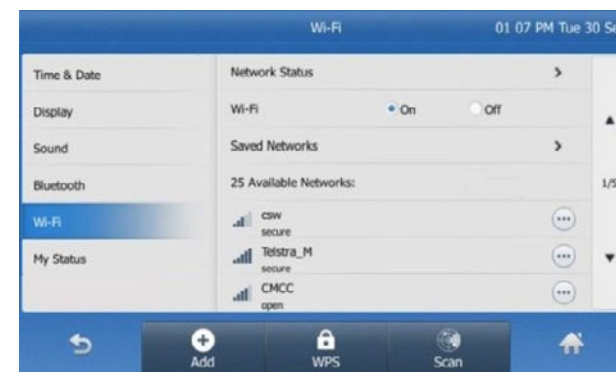 Wi-Fi
01 07 PM Tue 30 Se
Time & Date
Display
Sound
Bluetooth
Wi-Fi
My Status
Network Status
Wi-Fi On Off
Saved Networks
25 Available Networks:
csw
secure
Telstra_M
secure
CMCC
open
1/5
Add
WPS
Scan